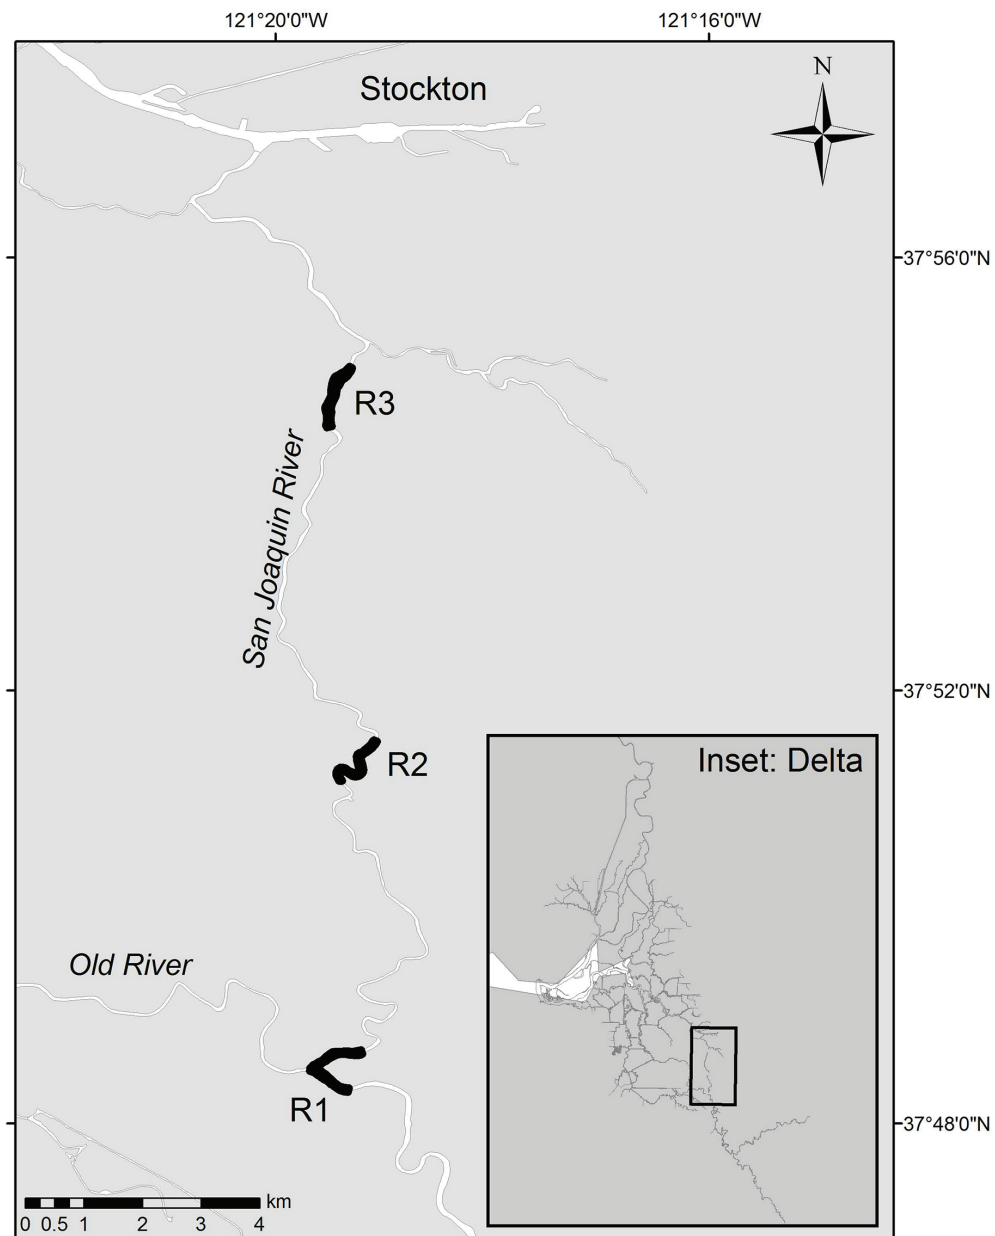 121°20'0"W
121°16'0"W
Stockton
N
37°56'0"N
R3
San Joaquin River
37°52'0"N
R2
Inset: Delta
Old River
R1
37°48'0"N
km
0 0.5 1 2 3 4